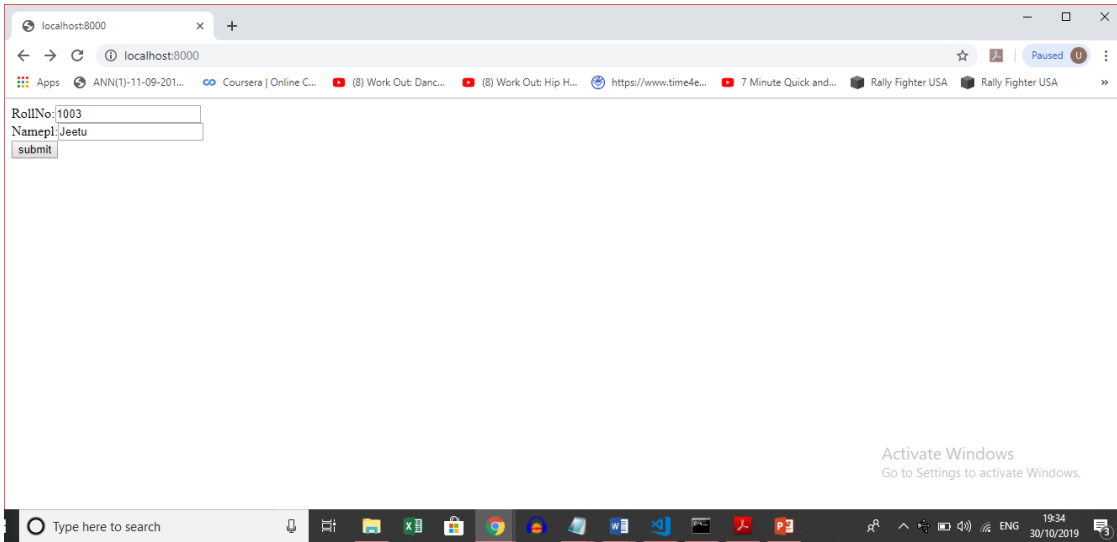 localhost:8000
localhost:8000
Paused U
Apps ANN(1)-11-09-201... Coursera | Online C... (8) Work Out: Danc... (8) Work Out: Hip H... https://www.time4e... 7 Minute Quick and... Rally Fighter USA Rally Fighter USA »
RollNo: 1003
Namepl: Jeetu
submit
Activate Windows
Go to Settings to activate Windows.
Type here to search
ENG
19:34
30/10/2019
3